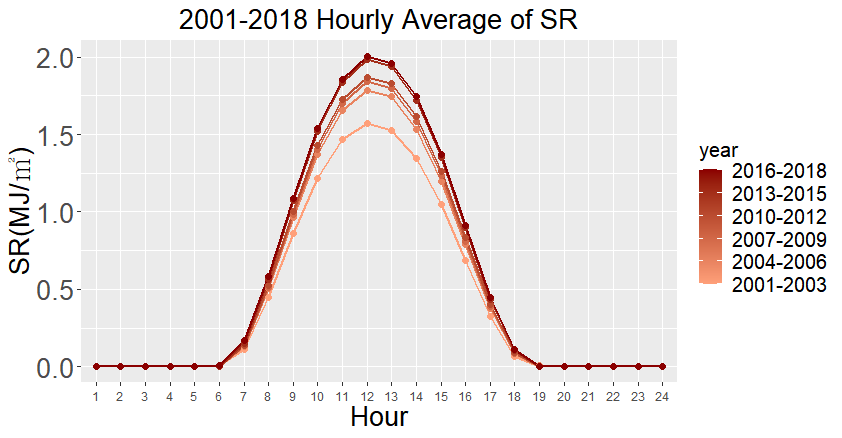 2001-2018 Hourly Average of SR
SR(MJ/㎡)
2.0
1.5
1.0
0.5
0.0
1 2 3 4 5 6 7 8 9 10 11 12 13 14 15 16 17 18 19 20 21 22 23 24
Hour
year
2016-2018
2013-2015
2010-2012
2007-2009
2004-2006
2001-2003